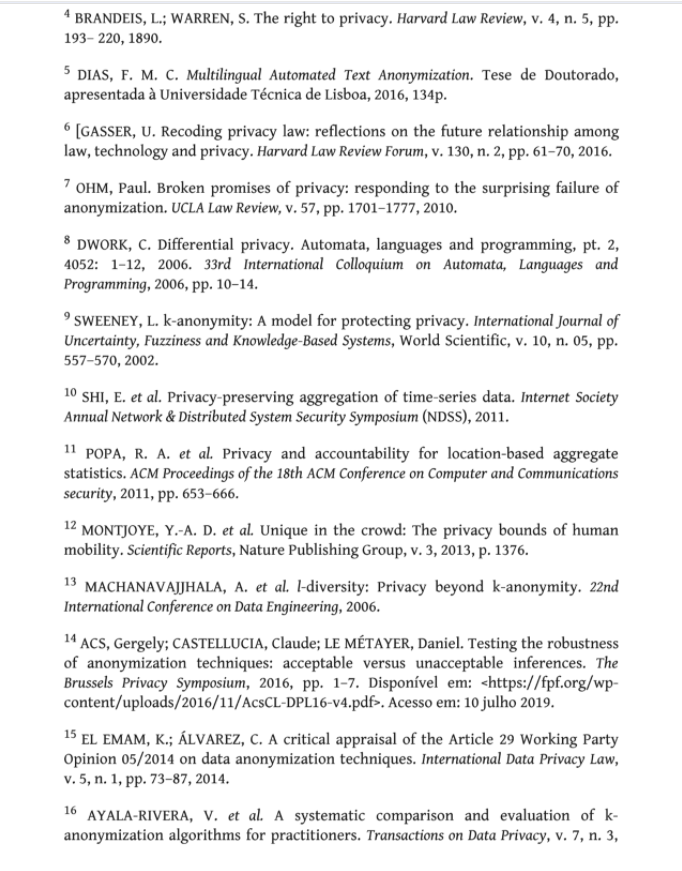 4 BRANDEIS, L.; WARREN, S. The right to privacy. Harvard Law Review, v. 4, n. 5, pp.
193– 220, 1890.
5 DIAS, F. M. C. Multilingual Automated Text Anonymization. Tese de Doutorado,
apresentada à Universidade Técnica de Lisboa, 2016, 134p.
6 [GASSER, U. Recoding privacy law: reflections on the future relationship among
law, technology and privacy. Harvard Law Review Forum, v. 130, n. 2, pp. 61–70, 2016.
7 OHM, Paul. Broken promises of privacy: responding to the surprising failure of
anonymization. UCLA Law Review, v. 57, pp. 1701–1777, 2010.
8 DWORK, C. Differential privacy. Automata, languages and programming, pt. 2,
4052: 1–12, 2006. 33rd International Colloquium on Automata, Languages and
Programming, 2006, pp. 10–14.
9 SWEENEY, L. k-anonymity: A model for protecting privacy. International Journal of
Uncertainty, Fuzziness and Knowledge-Based Systems, World Scientific, v. 10, n. 05, pp.
557–570, 2002.
10 SHI, E. et al. Privacy-preserving aggregation of time-series data. Internet Society
Annual Network & Distributed System Security Symposium (NDSS), 2011.
11 POPA, R. A. et al. Privacy and accountability for location-based aggregate
statistics. ACM Proceedings of the 18th ACM Conference on Computer and Communications
security, 2011, pp. 653–666.
12 MONTJOYE, Y.-A. D. et al. Unique in the crowd: The privacy bounds of human
mobility. Scientific Reports, Nature Publishing Group, v. 3, 2013, p. 1376.
13 MACHANAVAJJHALA, A. et al. l-diversity: Privacy beyond k-anonymity. 22nd
International Conference on Data Engineering, 2006.
14 ACS, Gergely; CASTELLUCIA, Claude; LE MÉTAYER, Daniel. Testing the robustness
of anonymization techniques: acceptable versus unacceptable inferences. The
Brussels Privacy Symposium, 2016, pp. 1–7. Disponível em: <https://fpf.org/wp-
content/uploads/2016/11/AcsCL-DPL16-v4.pdf>. Acesso em: 10 julho 2019.
15 EL EMAM, K.; ÁLVAREZ, C. A critical appraisal of the Article 29 Working Party
Opinion 05/2014 on data anonymization techniques. International Data Privacy Law,
v. 5, n. 1, pp. 73–87, 2014.
16 AYALA-RIVERA, V. et al. A systematic comparison and evaluation of k-
anonymization algorithms for practitioners. Transactions on Data Privacy, v. 7, n. 3,